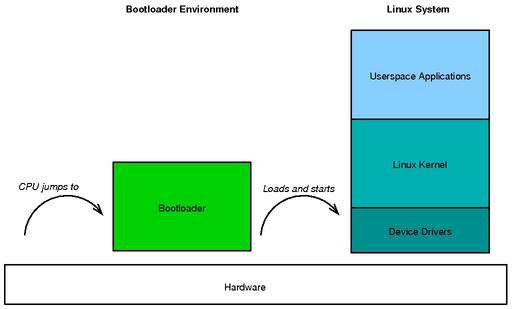 Bootloader Environment
Linux System
Userspace Applications
CPU jumps to
Bootloader
Loads and starts
Linux Kernel
Device Drivers
Hardware